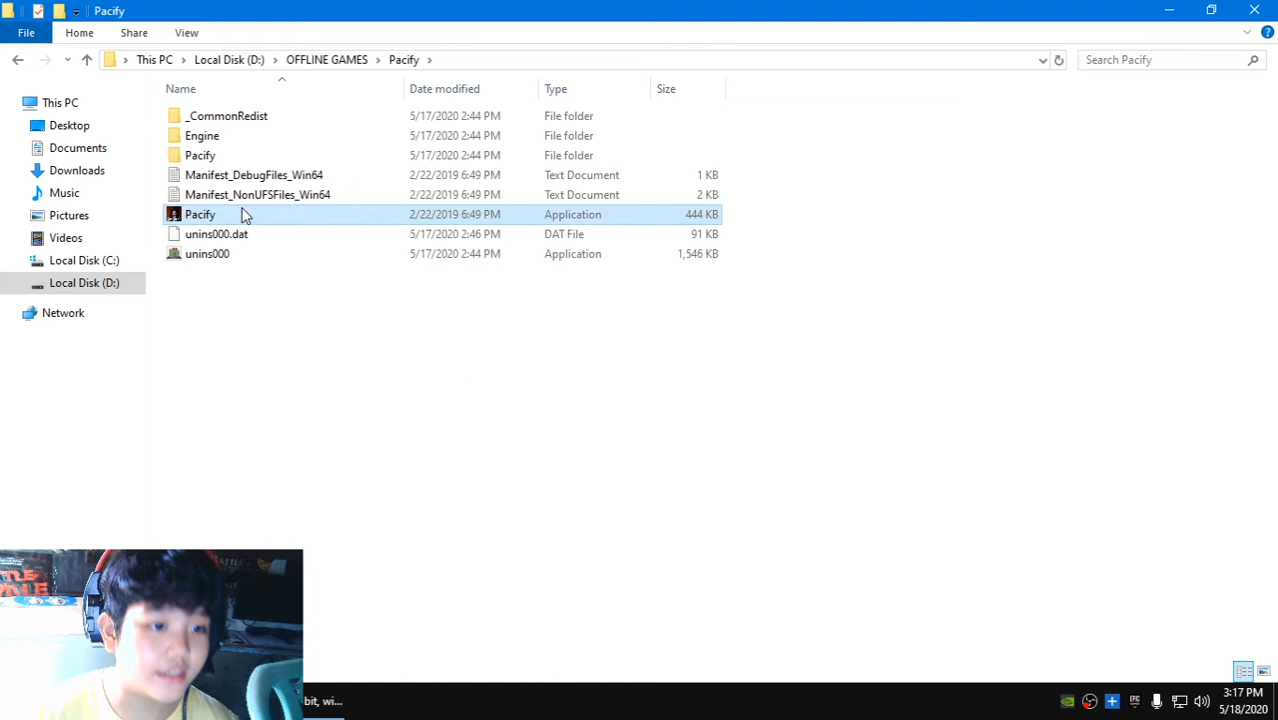 Pacify
File Home Share View
This PC Local Disk (D:) OFFLINE GAMES Pacify
Search Pacify
Name Date modified Type Size
_CommonRedist 5/17/2020 2:44 PM File folder
Engine 5/17/2020 2:44 PM File folder
Pacify 5/17/2020 2:44 PM File folder
Manifest_DebugFiles_Win64 2/22/2019 6:49 PM Text Document 1 KB
Manifest_NonUFSFiles_Win64 2/22/2019 6:49 PM Text Document 2 KB
Pacify 2/22/2019 6:49 PM Application 444 KB
unins000.dat 5/17/2020 2:46 PM DAT File 91 KB
unins000 5/17/2020 2:44 PM Application 1,546 KB
This PC
Desktop
Documents
Downloads
Music
Pictures
Videos
Local Disk (C:)
Local Disk (D:)
Network
bit, wi...
EPIC
3:17 PM
5/18/2020